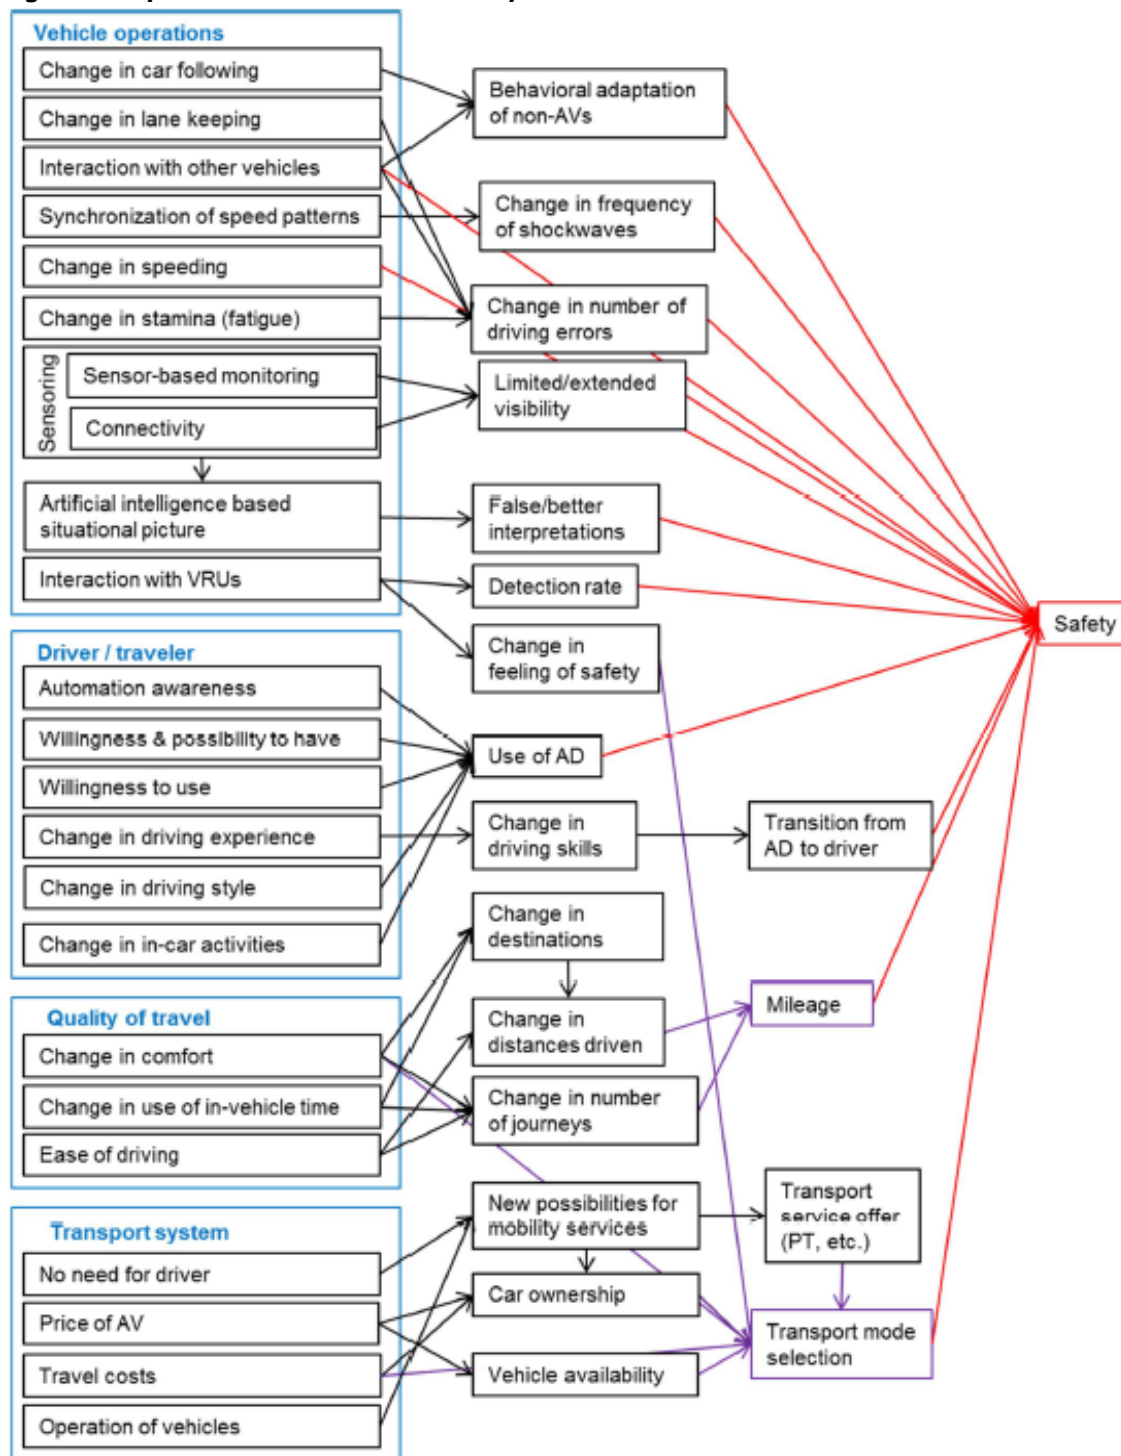 Vehicle operations
Change in car following
Change in lane keeping
Interaction with other vehicles
Synchronization of speed patterns
Change in speeding
Change in stamina (fatigue)
Sensoring
Sensor-based monitoring
Connectivity
Artificial intelligence based
situational picture
Interaction with VRUs
Behavioral adaptation
of non-AVs
Change in frequency
of shockwaves
Change in number of
driving errors
Limited/extended
visibility
False/better
interpretations
Detection rate
Change in
feeling of safety
Safety
Driver / traveler
Automation awareness
Willingness & possibility to have
Willingness to use
Change in driving experience
Change in driving style
Change in in-car activities
Use of AD
Change in
driving skills
Transition from
AD to driver
Change in
destinations
Quality of travel
Change in comfort
Change in use of in-vehicle time
Ease of driving
Change in
distances driven
Change in number
of journeys
Mileage
Transport system
No need for driver
Price of AV
Travel costs
Operation of vehicles
New possibilities for
mobility services
Car ownership
Vehicle availability
Transport
service offer
(PT, etc.)
Transport mode
selection